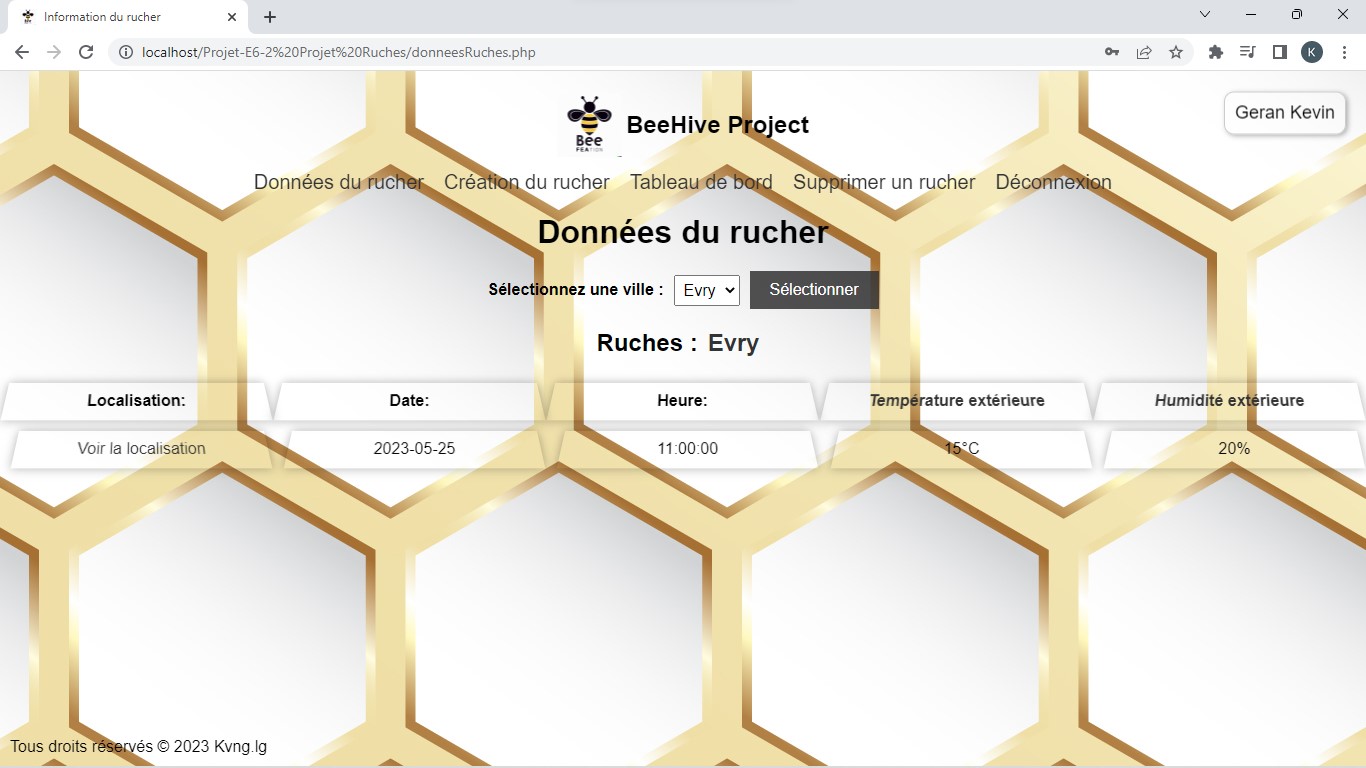 Information du rucher
localhost/Projet-E6-2%20Projet%20Ruches/donneesRuches.php
K
Bee
FEATION
BeeHive Project
Geran Kevin
Données du rucher Création du rucher Tableau de bord Supprimer un rucher Déconnexion
Données du rucher
Sélectionnez une ville : Evry Sélectionner
Ruches : Evry
Localisation: Date: Heure: Température extérieure Humidité extérieure
Voir la localisation 2023-05-25 11:00:00 15°C 20%
Tous droits réservés © 2023 Kvng.lg